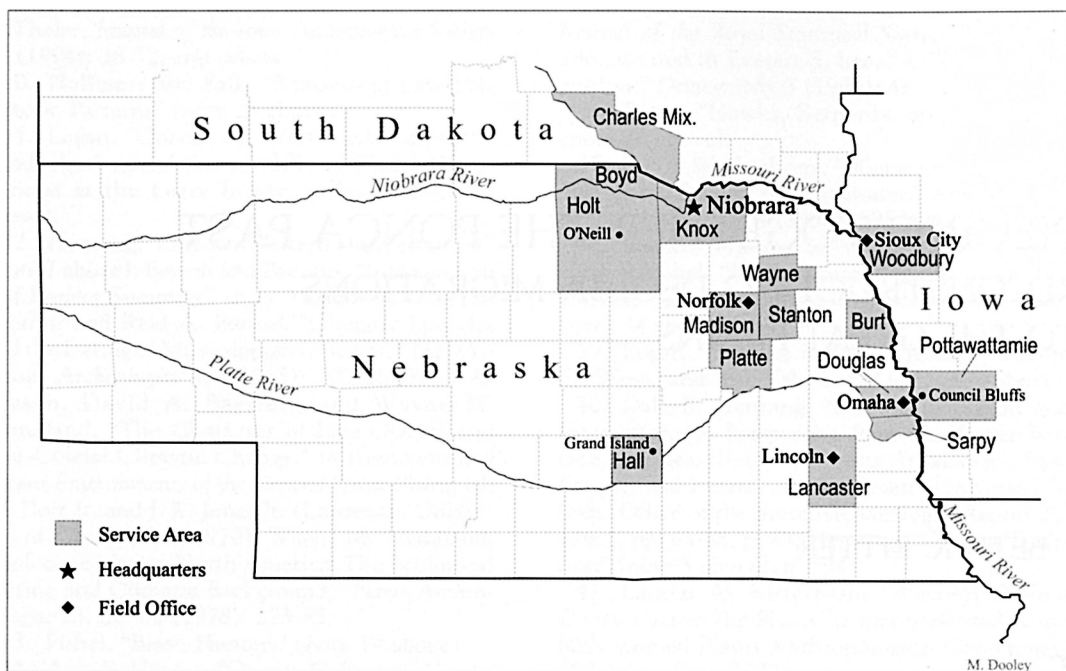 South Dakota
Charles Mix.
Missouri River
Niobrara River
Boyd
Holt
Niobrara
Knox
O'Neill
Sioux City
Woodbury
Wayne
Iowa
Norfolk
Stanton
Madison
Burt
Pottawattamie
Nebraska
Platte
Douglas
Platte River
Omaha
Council Bluffs
Sarpy
Grand Island
Hall
Lincoln
Lancaster
Missouri River
Service Area
Headquarters
Field Office
M. Dooley